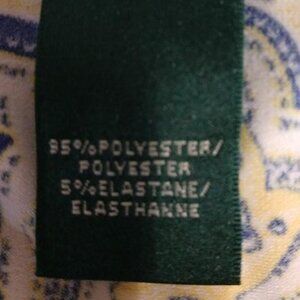 95%POLYESTER/
POLYESTER
5%ELASTANE/
ELASTHANNE